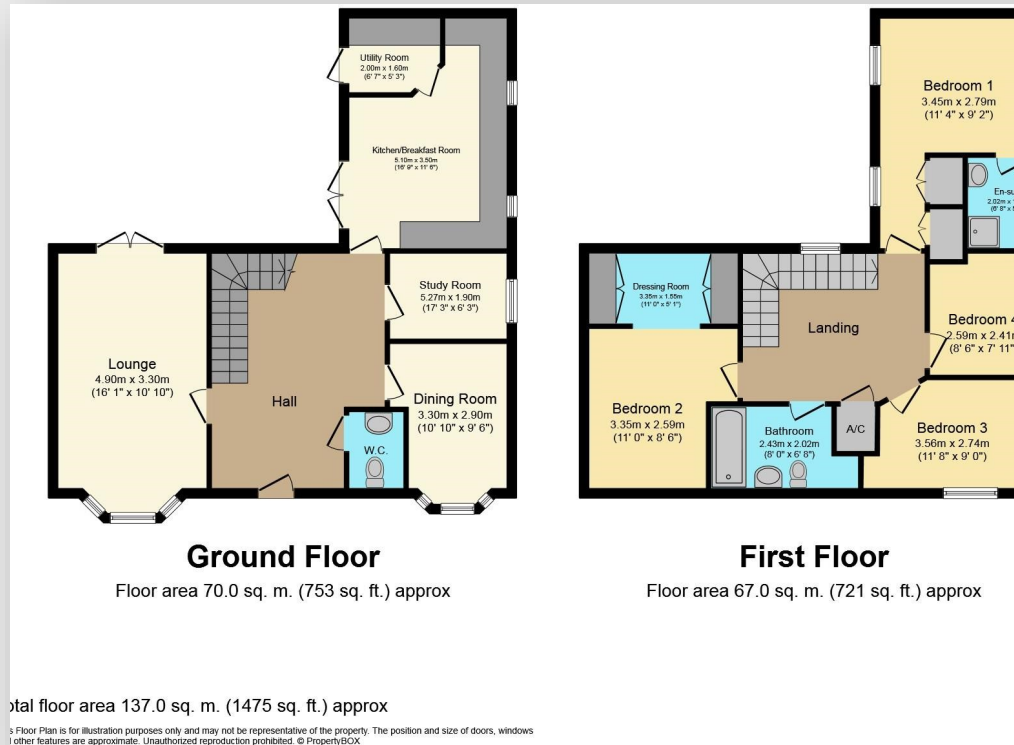 Utility Room
2.00m x 1.60m
(6' 7" x 5' 3")
Kitchen/Breakfast Room
5.10m x 3.50m
(16' 9" x 11' 6")
Study Room
5.27m x 1.90m
(17' 3" x 6' 3")
Lounge
4.90m x 3.30m
(16' 1" x 10' 10")
Hall
Dining Room
3.30m x 2.90m
(10' 10" x 9' 6")
W.C.
Ground Floor
Floor area 70.0 sq. m. (753 sq. ft.) approx
Bedroom 1
3.45m x 2.79m
(11' 4" x 9' 2")
En-su
2.02m x
(6' 8" x
Dressing Room
3.35m x 1.55m
(11' 0" x 5' 1")
Landing
Bedroom 4
2.59m x 2.41m
(8' 6" x 7' 11"
Bedroom 2
3.35m x 2.59m
(11' 0" x 8' 6")
Bathroom
2.43m x 2.02m
(8' 0" x 6' 8")
A/C
Bedroom 3
3.56m x 2.74m
(11' 8" x 9' 0")
First Floor
Floor area 67.0 sq. m. (721 sq. ft.) approx
otal floor area 137.0 sq. m. (1475 sq. ft.) approx
s Floor Plan is for illustration purposes only and may not be representative of the property. The position and size of doors, windows
other features are approximate. Unauthorized reproduction prohibited. © PropertyBOX